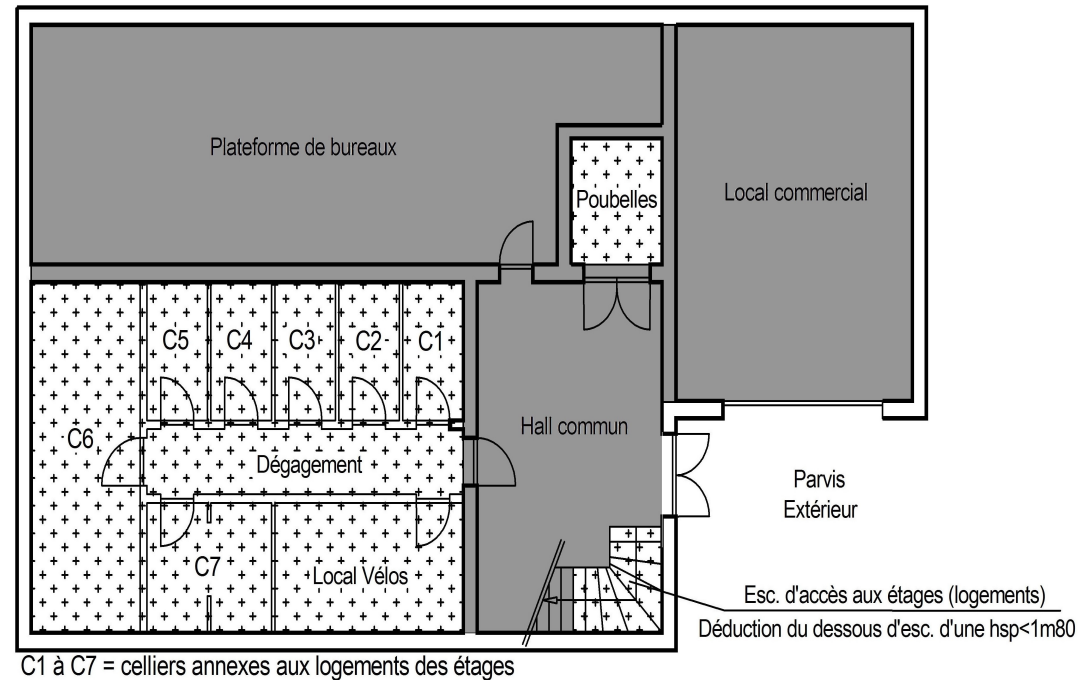 Plateforme de bureaux
Poubelles
Local commercial
C5
C4
C3
C2
C1
C6
Dégagement
Hall commun
Parvis
Extérieur
C7
Local Vélos
Esc. d'accès aux étages (logements)
Déduction du dessous d'esc. d'une hsp<1m80
C1 à C7 = celliers annexes aux logements des étages